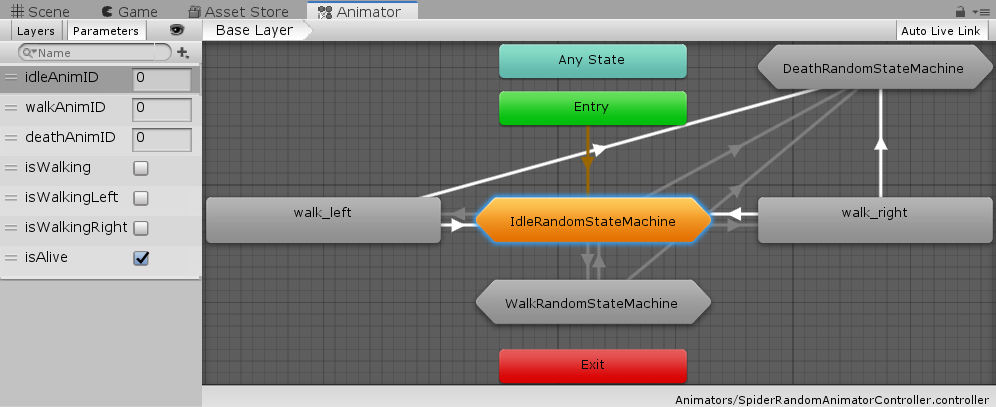 Scene Game Asset Store Animator
Layers Parameters Base Layer Auto Live Link
Name
idleAnimID 0
walkAnimID 0
deathAnimID 0
isWalking
isWalkingLeft
isWalkingRight
isAlive
Any State
DeathRandomStateMachine
Entry
walk_left
IdleRandomStateMachine
walk_right
WalkRandomStateMachine
Exit
Animators/SpiderRandomAnimatorController.controller